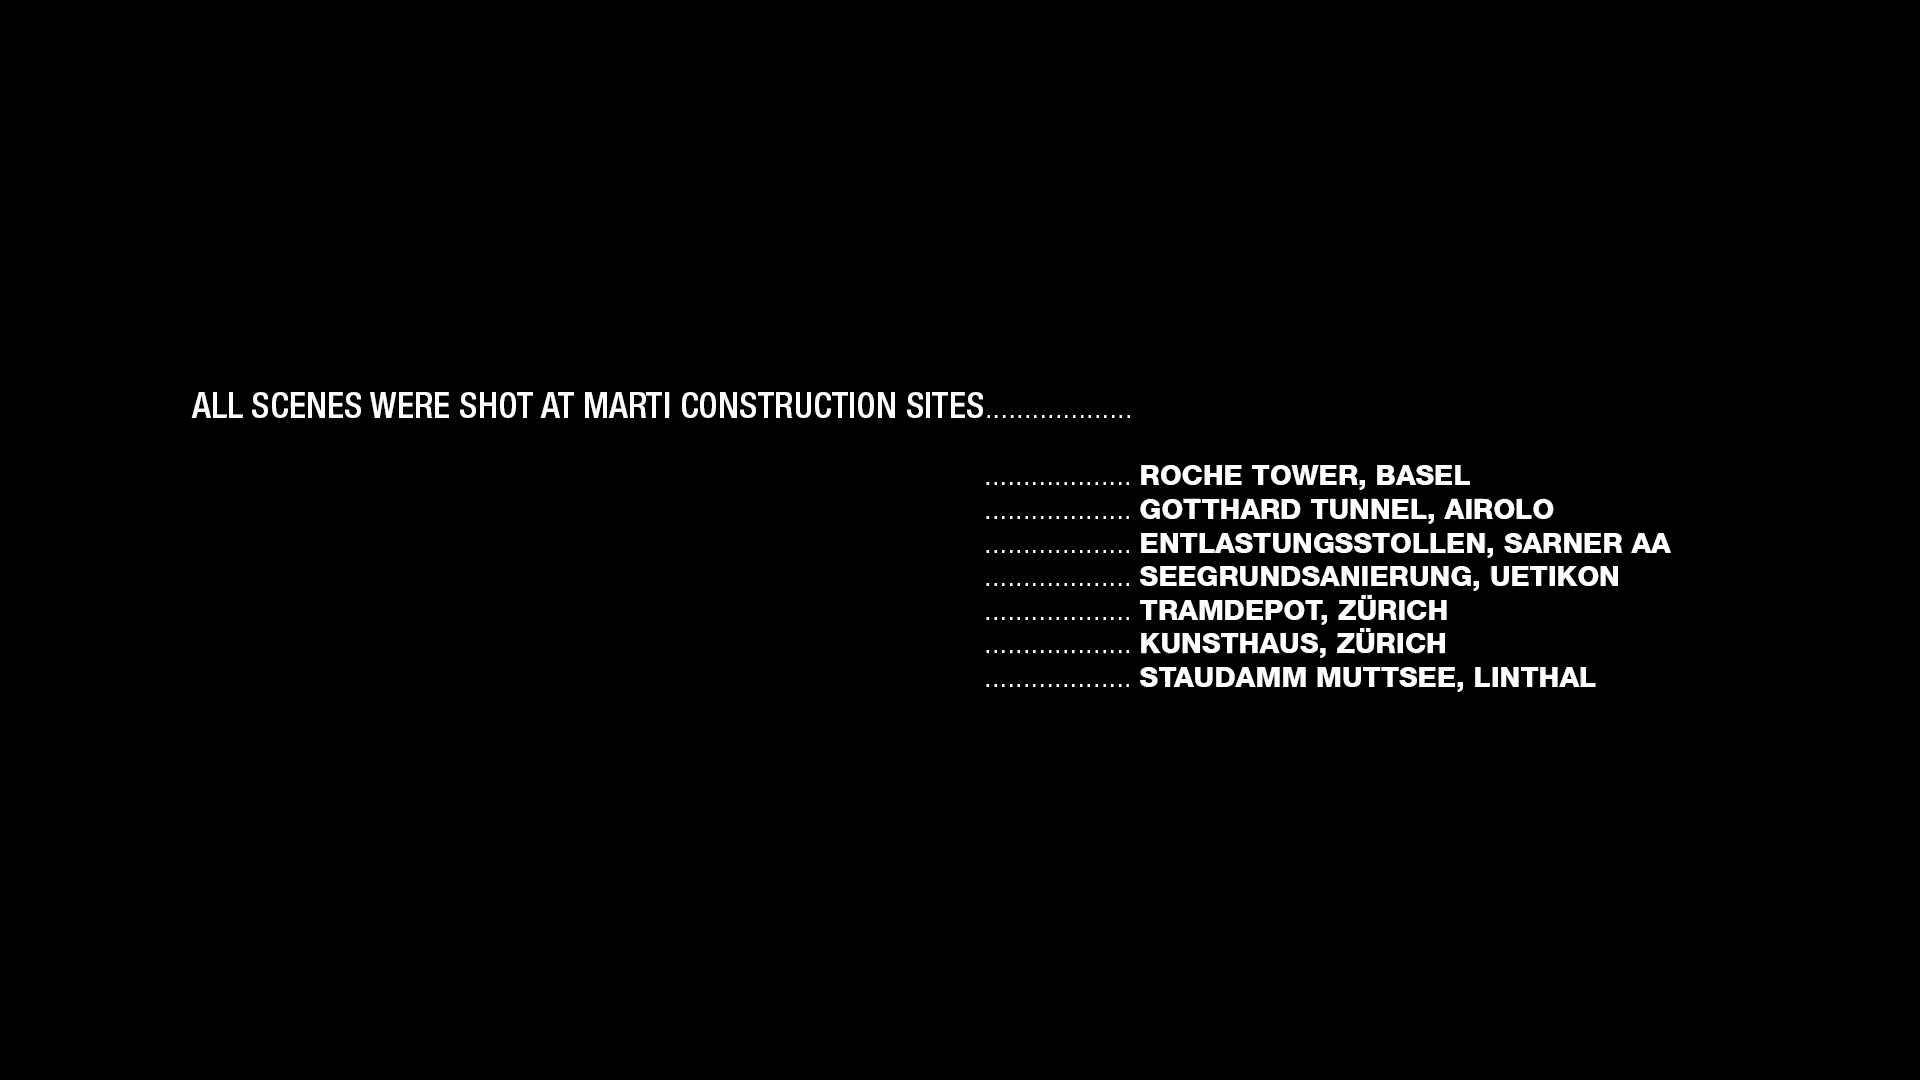 ALL SCENES WERE SHOT AT MARTI CONSTRUCTION SITES...................
................... ROCHE TOWER, BASEL
................... GOTTHARD TUNNEL, AIROLO
................... ENTLASTUNGSSTOLLEN, SARNER AA
................... SEEGRUNDSANIERUNG, UETIKON
................... TRAMDEPOT, ZÜRICH
................... KUNSTHAUS, ZÜRICH
................... STAUDAMM MUTTSEE, LINTHAL